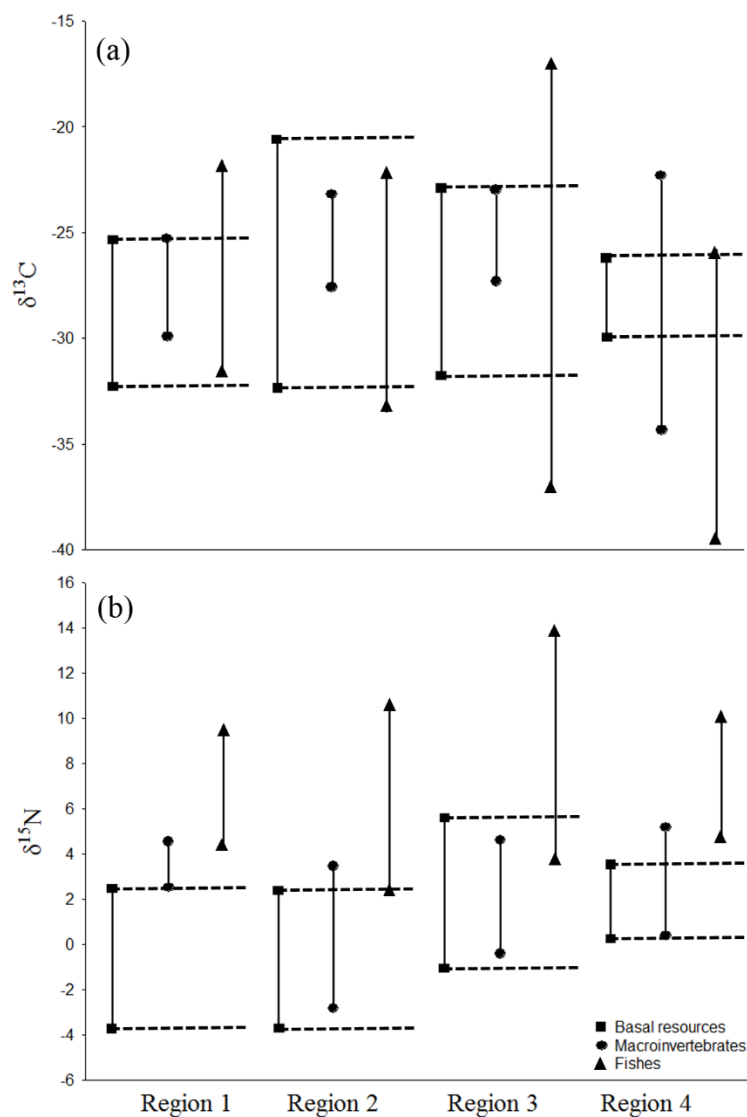 (a)
δ13C
-15
-20
-25
-30
-35
-40
(b)
δ15N
16
14
12
10
8
6
4
2
0
-2
-4
-6
Basal resources
Macroinvertebrates
Fishes
Region 1 Region 2 Region 3 Region 4